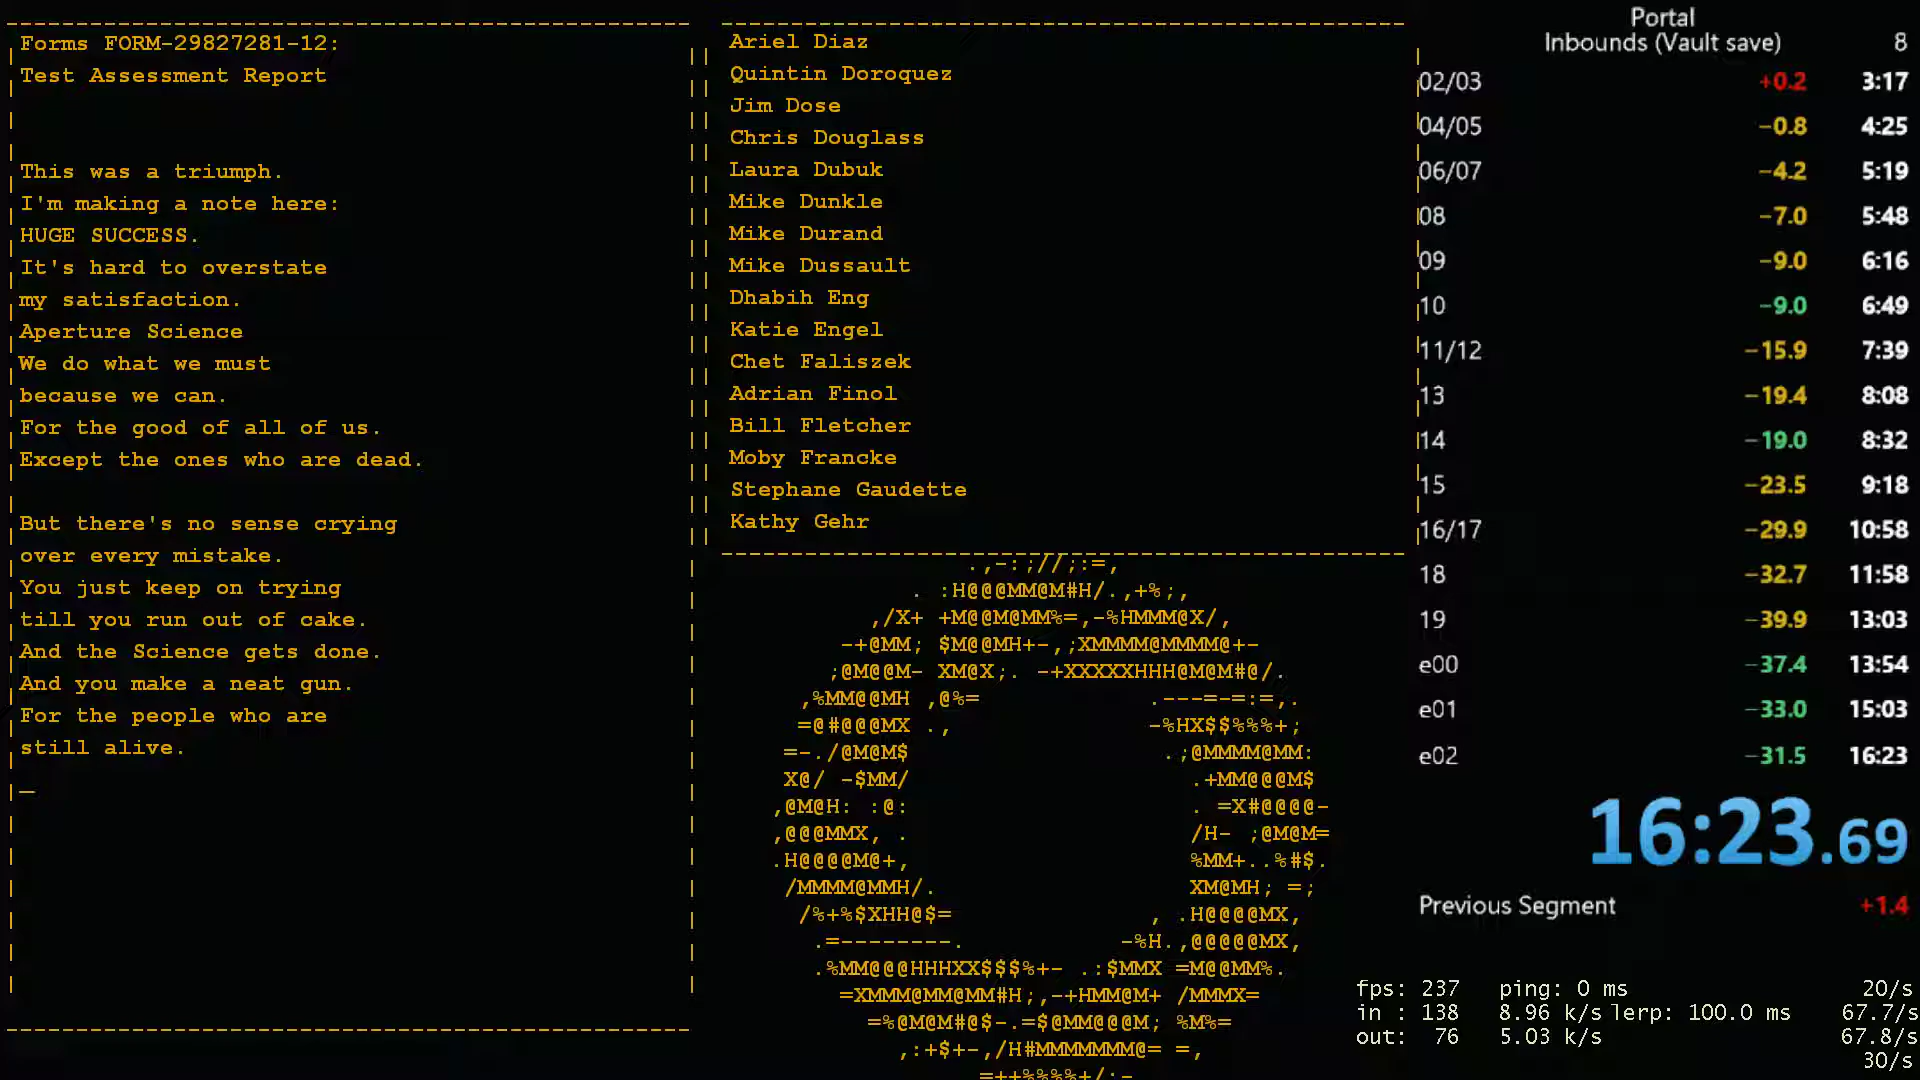 Forms FORM-29827281-12:
Test Assessment Report
This was a triumph.
I'm making a note here:
HUGE SUCCESS.
It's hard to overstate
my satisfaction.
Aperture Science
We do what we must
because we can.
For the good of all of us.
Except the ones who are dead.
But there's no sense crying
over every mistake.
You just keep on trying
till you run out of cake.
And the Science gets done.
And you make a neat gun.
For the people who are
still alive.
Ariel Diaz
Quintin Doroquez
Jim Dose
Chris Douglass
Laura Dubuk
Mike Dunkle
Mike Durand
Mike Dussault
Dhabih Eng
Katie Engel
Chet Faliszek
Adrian Finol
Bill Fletcher
Moby Francke
Stephane Gaudette
Kathy Gehr
Portal
Inbounds (Vault save) 8
02/03 +0.2 3:17
04/05 −0.8 4:25
06/07 −4.2 5:19
08 −7.0 5:48
09 −9.0 6:16
10 −9.0 6:49
11/12 −15.9 7:39
13 −19.4 8:08
14 −19.0 8:32
15 −23.5 9:18
16/17 −29.9 10:58
18 −32.7 11:58
19 −39.9 13:03
e00 −37.4 13:54
e01 −33.0 15:03
e02 −31.5 16:23
16:23.69
Previous Segment +1.4
fps: 237 ping: 0 ms 20/s
in : 138 8.96 k/s lerp: 100.0 ms 67.7/s
out: 76 5.03 k/s 67.8/s
30/s